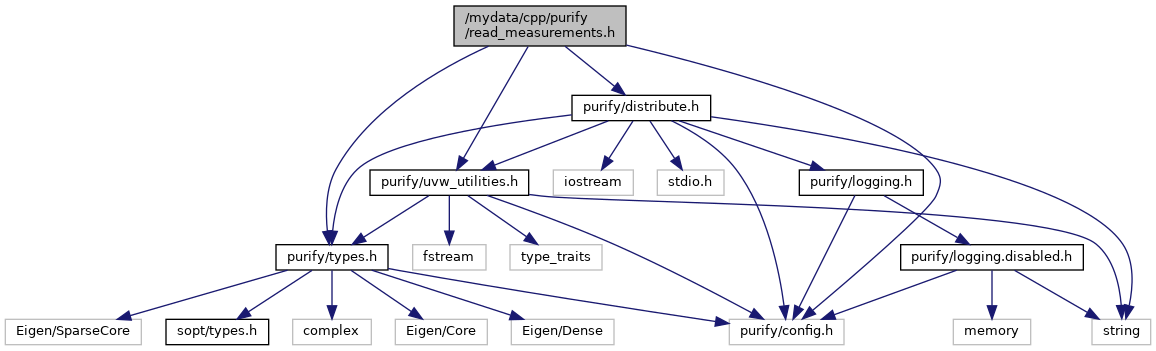 /mydata/cpp/purify
/read_measurements.h
purify/distribute.h
purify/uvw_utilities.h
iostream
stdio.h
purify/logging.h
purify/types.h
fstream
type_traits
purify/logging.disabled.h
Eigen/SparseCore
sopt/types.h
complex
Eigen/Core
Eigen/Dense
purify/config.h
memory
string